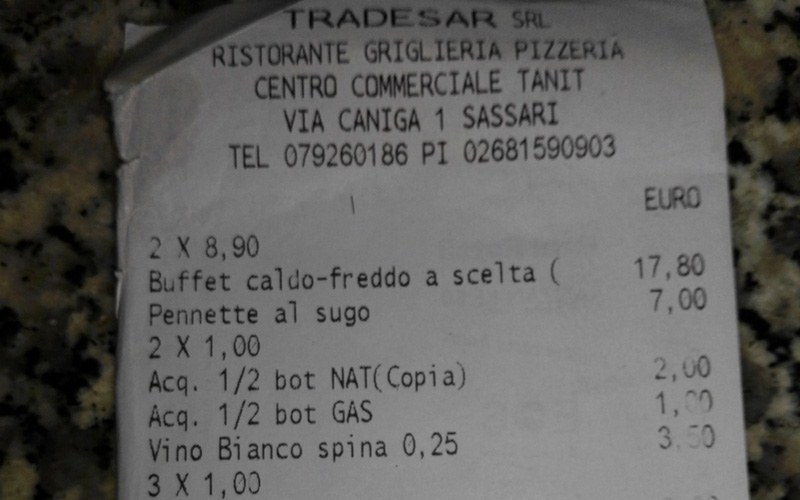 TRADESAR SRL
RISTORANTE GRIGLIERIA PIZZERIA
CENTRO COMMERCIALE TANIT
VIA CANIGA 1 SASSARI
TEL 079260186 PI 02681590903
EURO
2 X 8,90
Buffet caldo-freddo a scelta ( 17,80
Pennette al sugo 7,00
2 X 1,00
Acq. 1/2 bot NAT(Copia) 2,00
Acq. 1/2 bot GAS 1,00
Vino Bianco spina 0,25 3,50
3 X 1,00